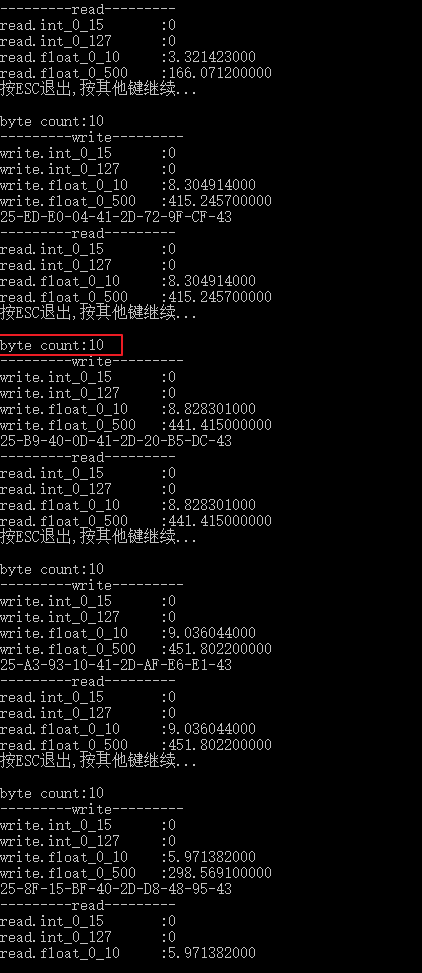 ---------read---------
read.int_0_15      :0
read.int_0_127     :0
read.float_0_10    :3.321423000
read.float_0_500   :166.071200000
按ESC退出,按其他键继续...
byte count:10
---------write---------
write.int_0_15      :0
write.int_0_127     :0
write.float_0_10    :8.304914000
write.float_0_500   :415.245700000
25-ED-E0-04-41-2D-72-9F-CF-43
---------read---------
read.int_0_15      :0
read.int_0_127     :0
read.float_0_10    :8.304914000
read.float_0_500   :415.245700000
按ESC退出,按其他键继续...
byte count:10
---------write---------
write.int_0_15      :0
write.int_0_127     :0
write.float_0_10    :8.828301000
write.float_0_500   :441.415000000
25-B9-40-0D-41-2D-20-B5-DC-43
---------read---------
read.int_0_15      :0
read.int_0_127     :0
read.float_0_10    :8.828301000
read.float_0_500   :441.415000000
按ESC退出,按其他键继续...
byte count:10
---------write---------
write.int_0_15      :0
write.int_0_127     :0
write.float_0_10    :9.036044000
write.float_0_500   :451.802200000
25-A3-93-10-41-2D-AF-E6-E1-43
---------read---------
read.int_0_15      :0
read.int_0_127     :0
read.float_0_10    :9.036044000
read.float_0_500   :451.802200000
按ESC退出,按其他键继续...
byte count:10
---------write---------
write.int_0_15      :0
write.int_0_127     :0
write.float_0_10    :5.971382000
write.float_0_500   :298.569100000
25-8F-15-BF-40-2D-D8-48-95-43
---------read---------
read.int_0_15      :0
read.int_0_127     :0
read.float_0_10    :5.971382000